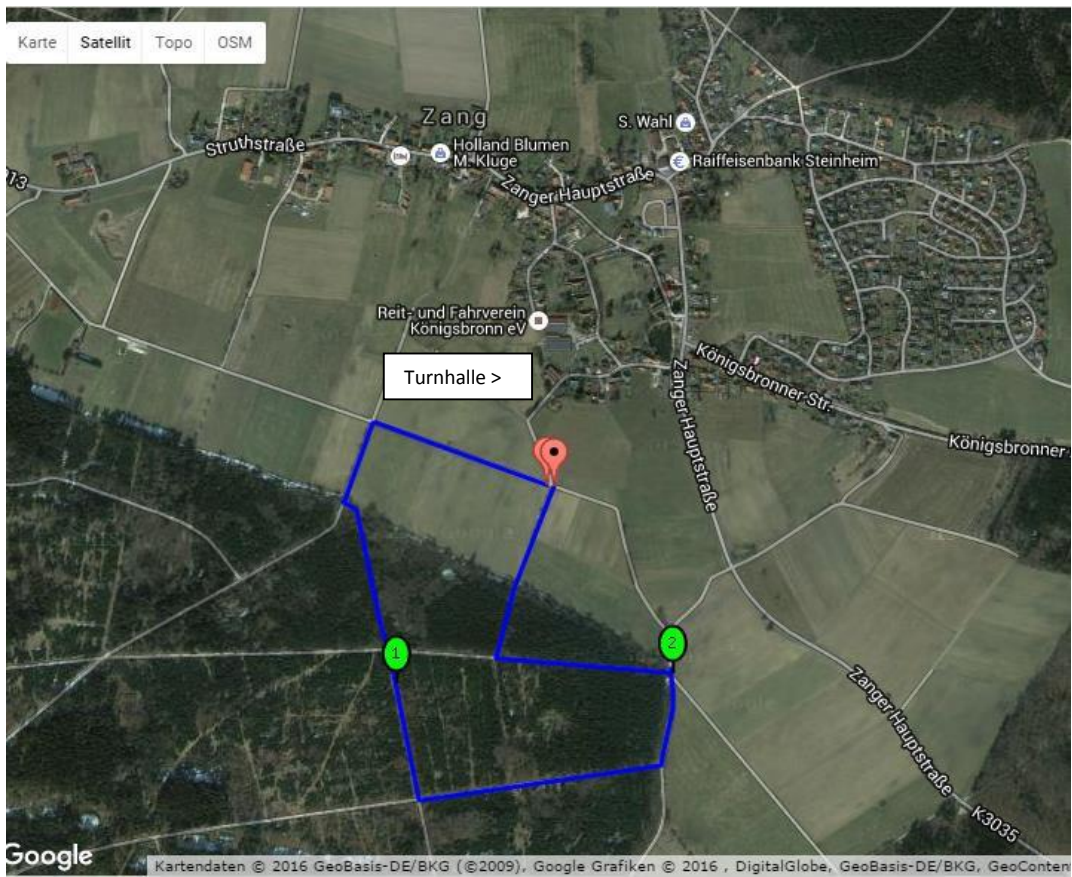 Karte Satellit Topo OSM
Zang
S. Wahl
Struthstraße
Holland Blumen
M. Kluge
Raiffeisenbank Steinheim
Zanger Hauptstraße
Reit- und Fahrverein
Königsbronn eV
Königsbronner Str.
Turnhalle >
Zanger Hauptstraße
Königsbronner
1
2
Zanger Hauptstraße
K3035
Google
Kartendaten © 2016 GeoBasis-DE/BKG (©2009), Google Grafiken © 2016 , DigitalGlobe, GeoBasis-DE/BKG, GeoContent